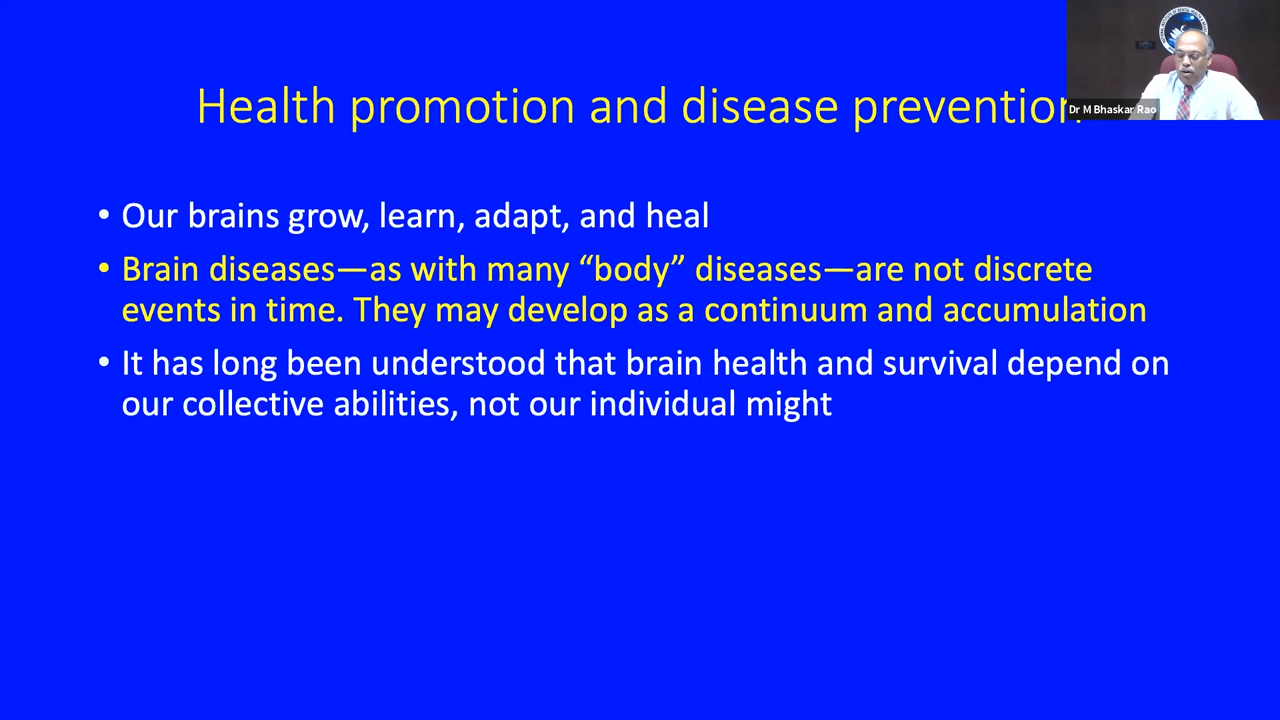 Health promotion and disease prevention
Dr M Bhaskar Rao
• Our brains grow, learn, adapt, and heal
• Brain diseases—as with many “body” diseases—are not discrete
events in time. They may develop as a continuum and accumulation
• It has long been understood that brain health and survival depend on
our collective abilities, not our individual might